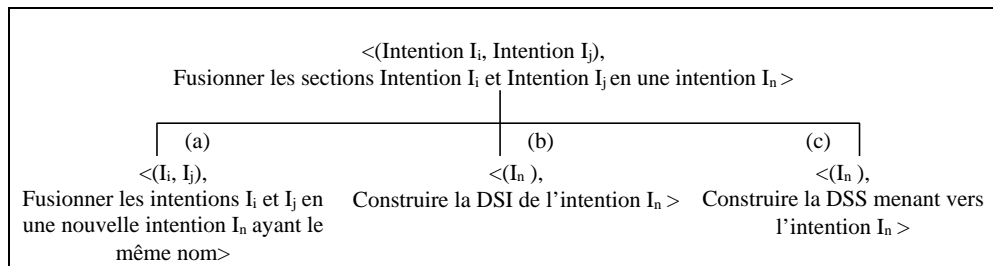 <(Intention Ii, Intention Ij),
Fusionner les sections Intention Ii et Intention Ij en une intention In >
(a) (b) (c)
<(Ii, Ij), <(In ), <(In ),
Fusionner les intentions Ii et Ij en Construire la DSI de l’intention In > Construire la DSS menant vers
une nouvelle intention In ayant le l’intention In >
même nom>